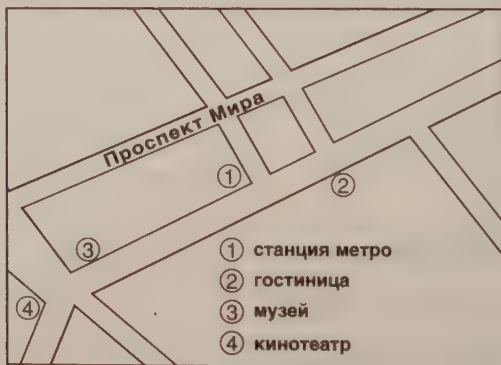 Проспект Мира
①
②
③
④
① станция метро
② гостиница
③ музей
④ кинотеатр